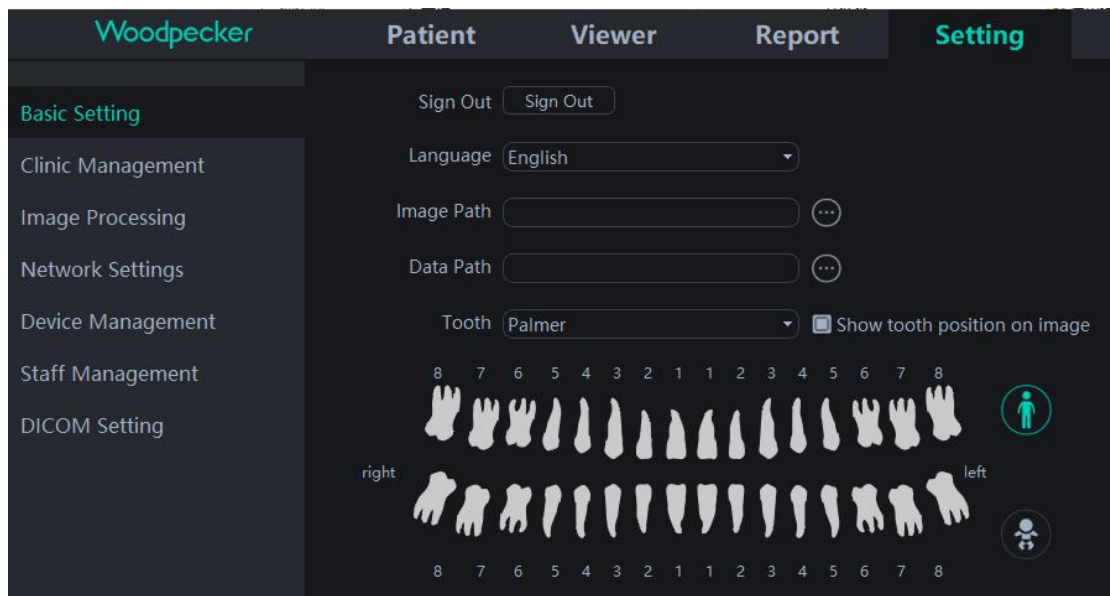 Woodpecker Patient Viewer Report Setting
Basic Setting
Clinic Management
Image Processing
Network Settings
Device Management
Staff Management
DICOM Setting
Sign Out Sign Out
Language English
Image Path
Data Path
Tooth Palmer Show tooth position on image
8 7 6 5 4 3 2 1 1 2 3 4 5 6 7 8
right left
8 7 6 5 4 3 2 1 1 2 3 4 5 6 7 8